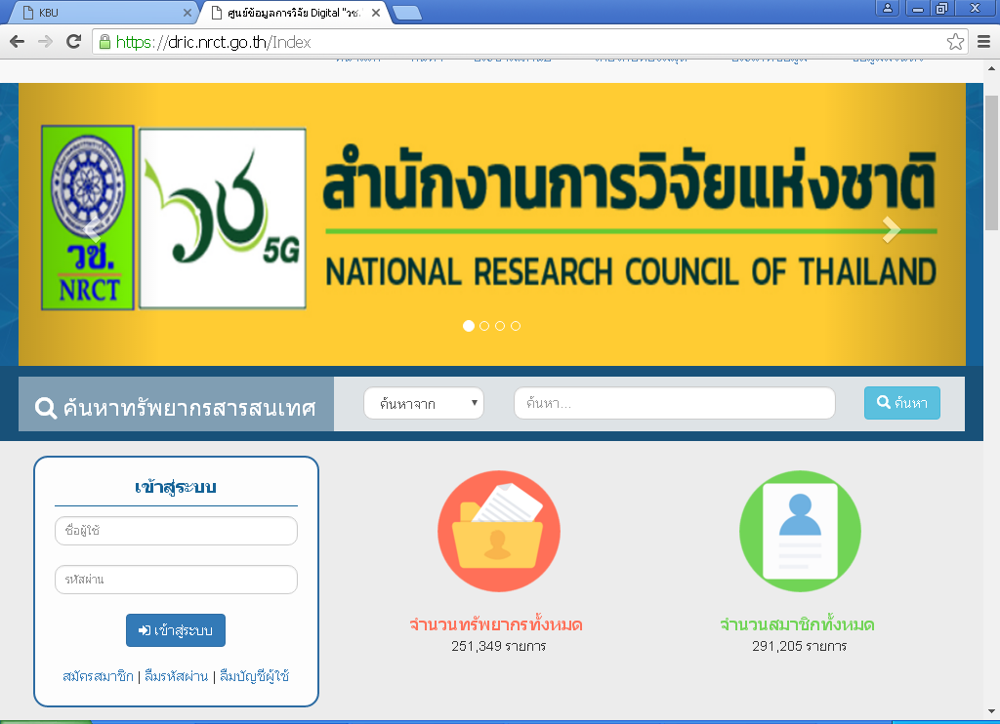 KBU
ศูนย์ข้อมูลการวิจัย Digital "วช.
https://dric.nrct.go.th/Index
สำนักงานการวิจัยแห่งชาติ
NATIONAL RESEARCH COUNCIL OF THAILAND
วช.
NRCT
วช
5G
ค้นหาทรัพยากรสารสนเทศ
ค้นหาจาก
ค้นหา...
ค้นหา
เข้าสู่ระบบ
ชื่อผู้ใช้
รหัสผ่าน
เข้าสู่ระบบ
สมัครสมาชิก | ลืมรหัสผ่าน | ลืมบัญชีผู้ใช้
จำนวนทรัพยากรทั้งหมด
251,349 รายการ
จำนวนสมาชิกทั้งหมด
291,205 รายการ